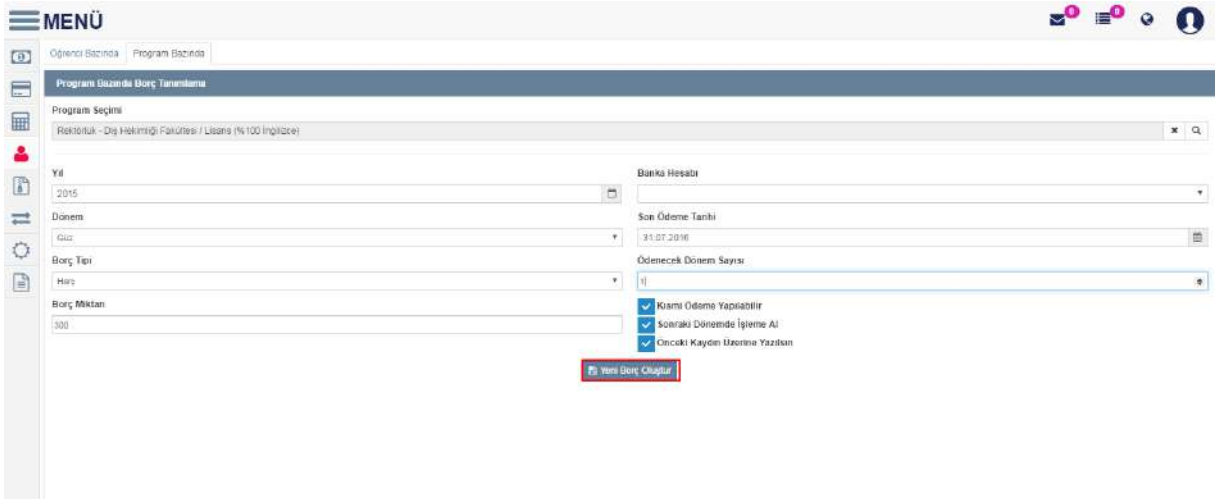 MENÜ
0
0
Öğrenci Bazında
Program Bazında
Program Bazında Borç Tanımlama
Program Seçimi
Rektörlük - Diş Hekimliği Fakültesi / Lisans (%100 İngilizce)
Yıl
2015
Dönem
Güz
Borç Tipi
Harç
Borç Miktarı
300
Banka Hesabı
Son Ödeme Tarihi
31.07.2016
Ödenecek Dönem Sayısı
1
Kısmi Ödeme Yapılabilir
Sonraki Dönemde İşleme Al
Önceki Kaydın Üzerine Yazılsın
Yeni Borç Oluştur